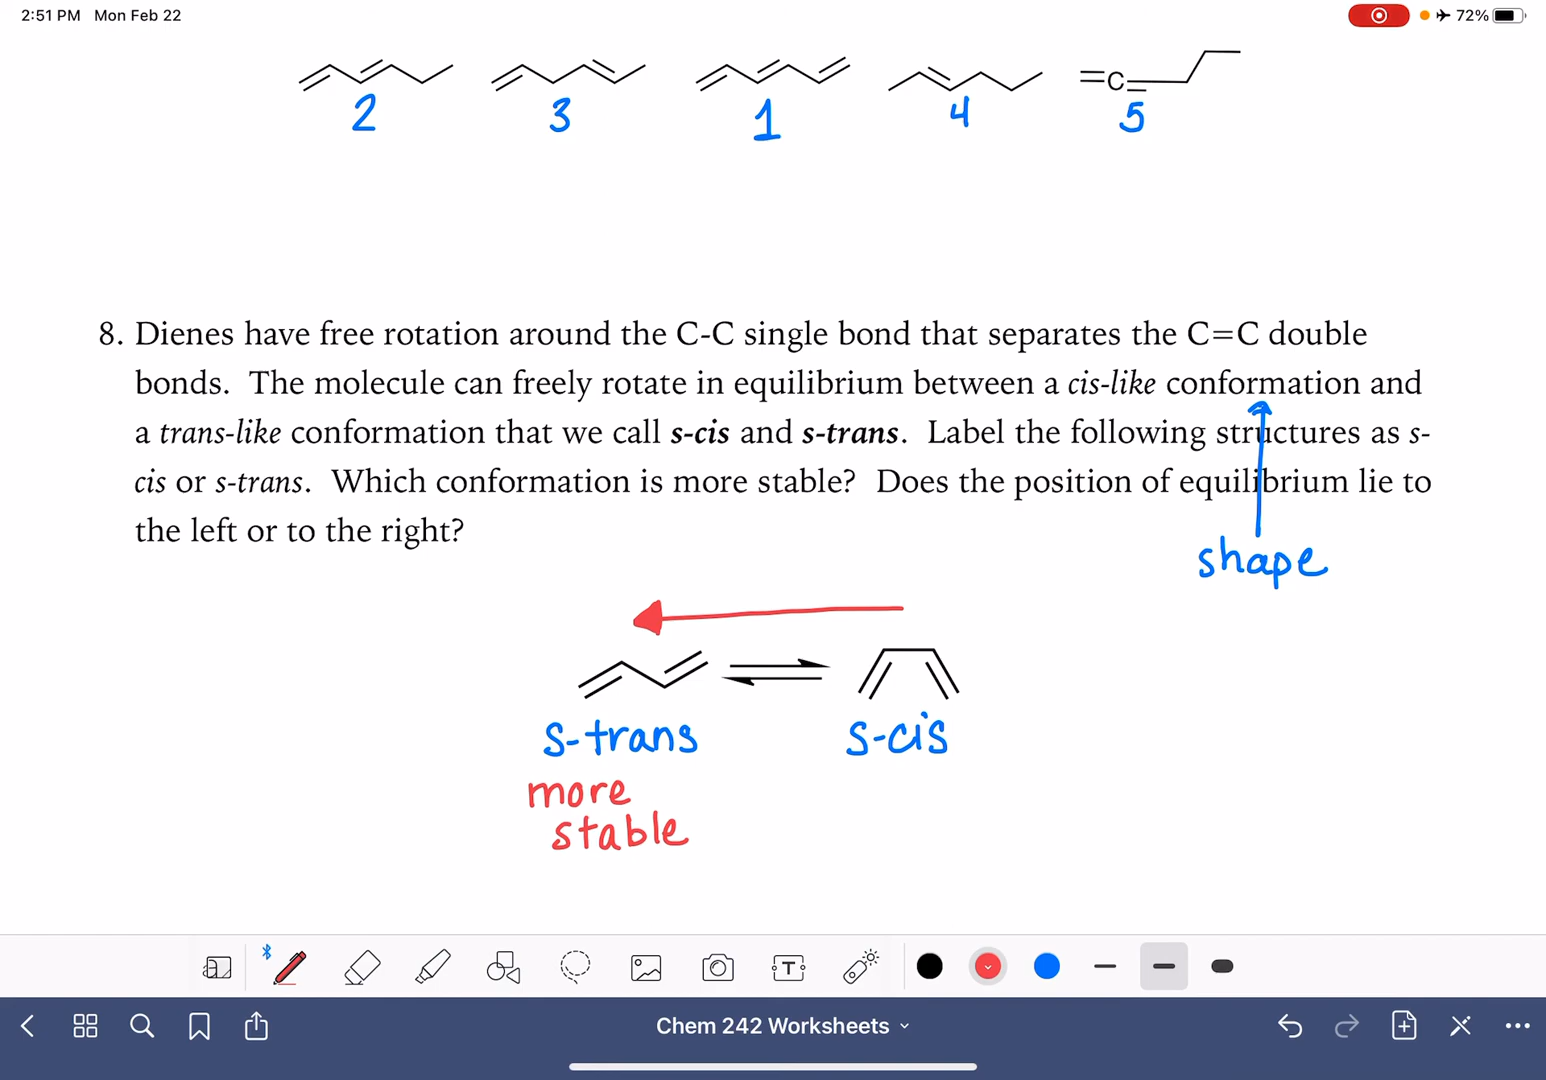 2:51 PM Mon Feb 22
72%
=C=
2
3
1
4
5
8. Dienes have free rotation around the C-C single bond that separates the C=C double
bonds. The molecule can freely rotate in equilibrium between a cis-like conformation and
a trans-like conformation that we call s-cis and s-trans. Label the following structures as s-
cis or s-trans. Which conformation is more stable? Does the position of equilibrium lie to
the left or to the right?
shape
s-trans
s-cis
more
stable
a
T
Chem 242 Worksheets